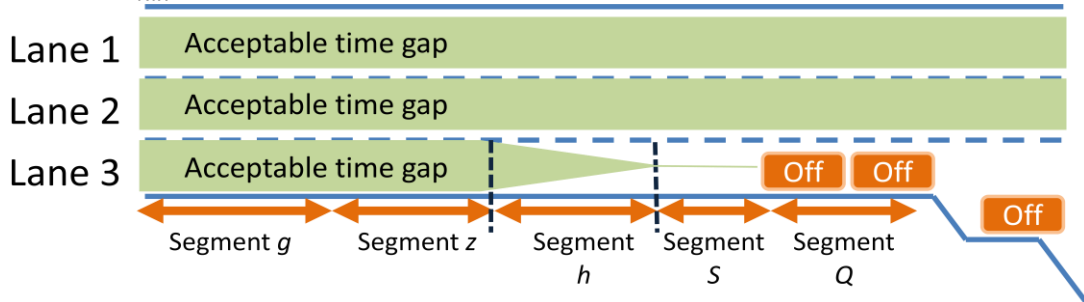 Lane 1
Acceptable time gap
Lane 2
Acceptable time gap
Lane 3
Acceptable time gap
Off
Off
Off
Segment g
Segment z
Segment
h
Segment
S
Segment
Q